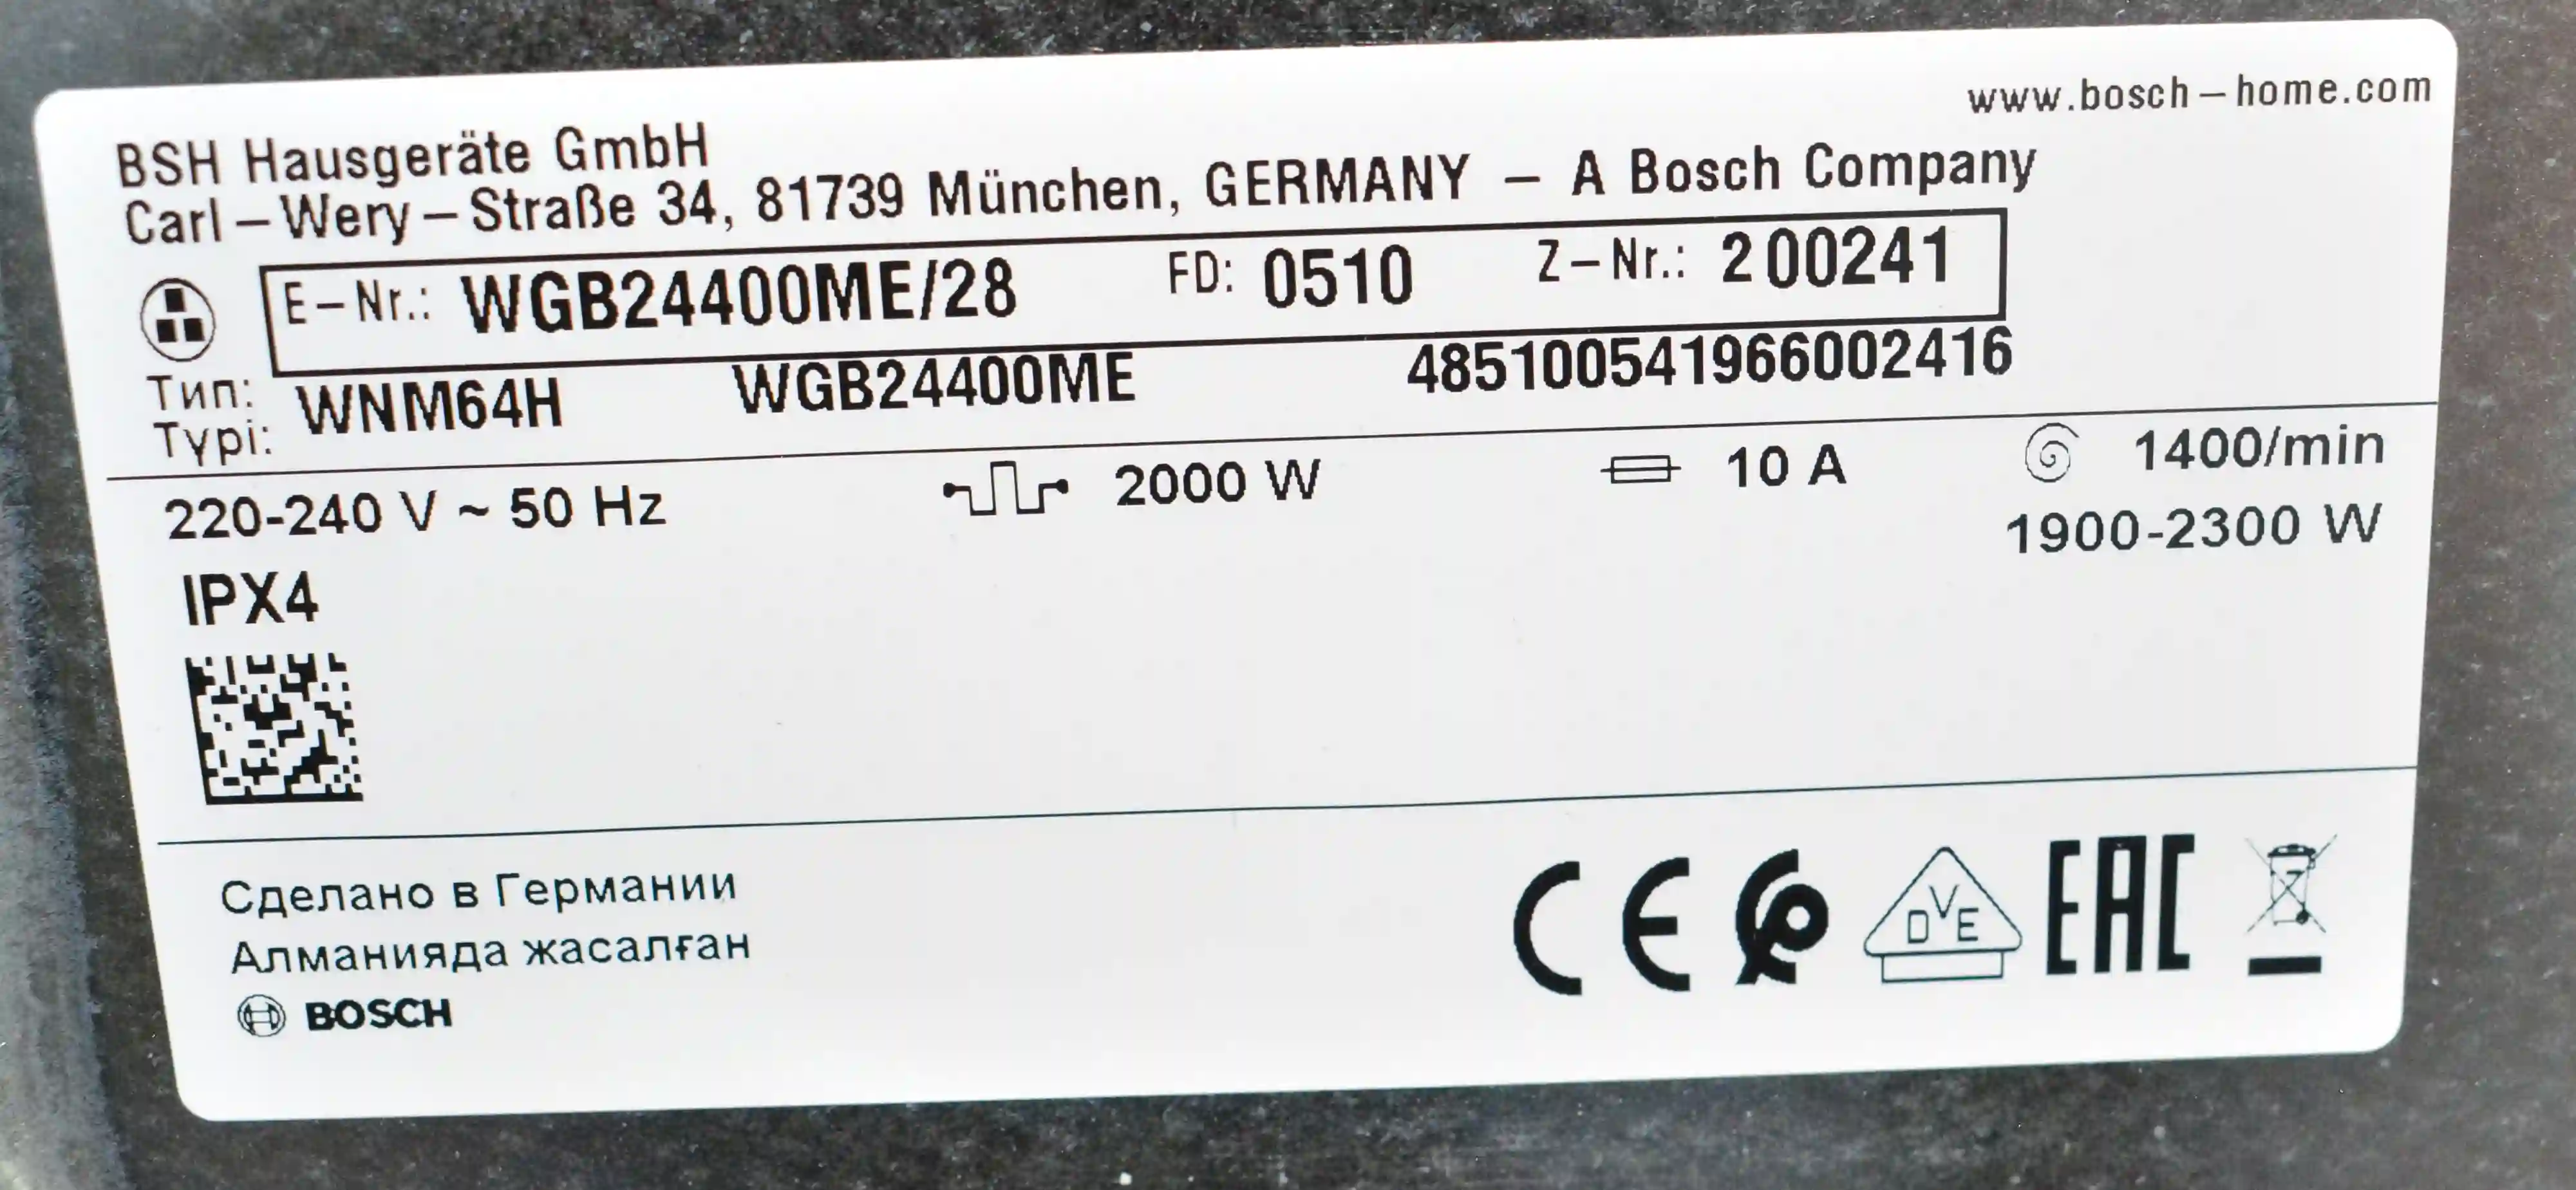 www.bosch-home.com
BSH Hausgeräte GmbH
Carl-Wery-Straße 34, 81739 München, GERMANY - A Bosch Company
E-Nr.: WGB24400ME/28 FD: 0510 Z-Nr.: 200241
Тип: WNM64H WGB24400ME 485100541966002416
Typi:
220-240 V ~ 50 Hz 2000 W 10 A 1400/min
1900-2300 W
IPX4
Сделано в Германии
Алманияда жасалған
BOSCH
CE DVE EAC